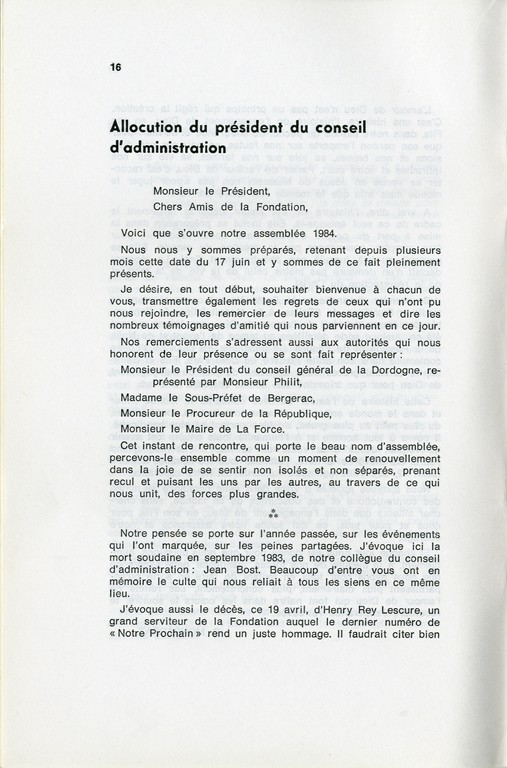 16
Allocution du président du conseil
d'administration
Monsieur le Président,
Chers Amis de la Fondation,
Voici que s'ouvre notre assemblée 1984.
Nous nous y sommes préparés, retenant depuis plusieurs
mois cette date du 17 juin et y sommes de ce fait pleinement
présents.
Je désire, en tout début, souhaiter bienvenue à chacun de
vous, transmettre également les regrets de ceux qui n'ont pu
nous rejoindre, les remercier de leurs messages et dire les
nombreux témoignages d'amitié qui nous parviennent en ce jour.
Nos remerciements s'adressent aussi aux autorités qui nous
honorent de leur présence ou se sont fait représenter :
Monsieur le Président du conseil général de la Dordogne, re-
présenté par Monsieur Philit,
Madame le Sous-Préfet de Bergerac,
Monsieur le Procureur de la République,
Monsieur le Maire de La Force.
Cet instant de rencontre, qui porte le beau nom d'assemblée,
percevons-le ensemble comme un moment de renouvellement
dans la joie de se sentir non isolés et non séparés, prenant
recul et puisant les uns par les autres, au travers de ce qui
nous unit, des forces plus grandes.
⁂
Notre pensée se porte sur l'année passée, sur les événements
qui l'ont marquée, sur les peines partagées. J'évoque ici la
mort soudaine en septembre 1983, de notre collègue du conseil
d'administration : Jean Bost. Beaucoup d'entre vous ont en
mémoire le culte qui nous reliait à tous les siens en ce même
lieu.
J'évoque aussi le décès, ce 19 avril, d'Henry Rey Lescure, un
grand serviteur de la Fondation auquel le dernier numéro de
« Notre Prochain » rend un juste hommage. Il faudrait citer bien